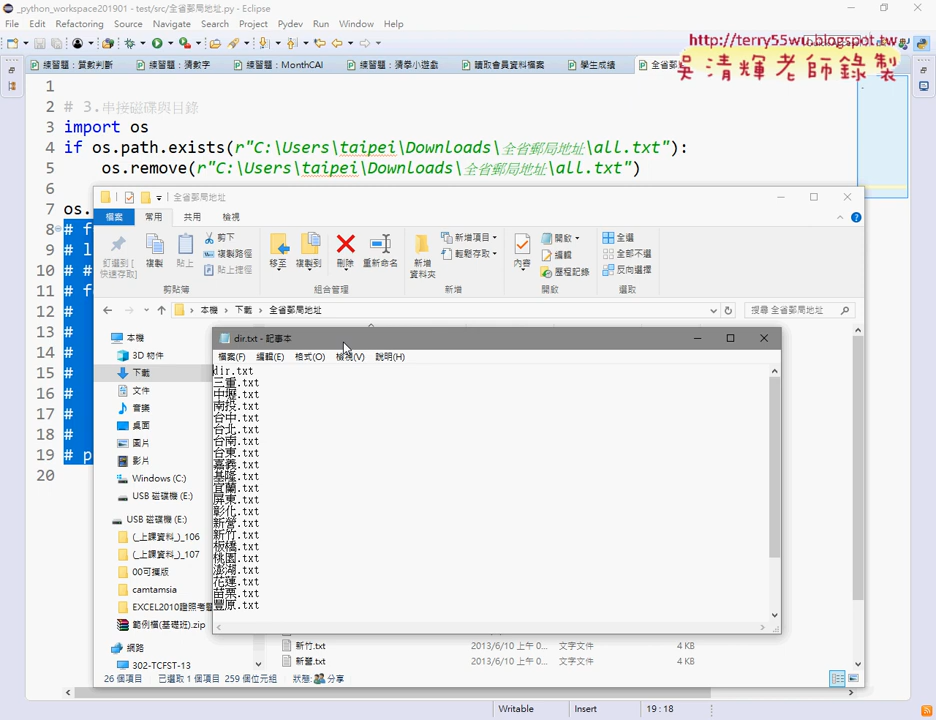 _python_workspace201901 - test/src/全省郵局地址.py - Eclipse
File Edit Refactoring Source Navigate Search Project Pydev Run Window Help
http://terry55wu.blogspot.tw
吳清輝老師錄製
練習題：質數判斷 練習題：猜數字 練習題：MonthCAl 練習題：猜拳小遊戲 讀取會員資料檔案 學生成績
1
2 # 3.串接磁碟與目錄
3 import os
4 if os.path.exists(r"C:\Users\taipei\Downloads\全省郵局地址\all.txt"):
5 os.remove(r"C:\Users\taipei\Downloads\全省郵局地址\all.txt")
6
7 os.
8 # f
9 # l
10 # #
11 # f
12 #
13 #
14 #
15 #
16 #
17 #
18 #
19 # p
20
全省郵局地址
檔案 常用 共用 檢視
釘選到 [快速存取]
複製
貼上
剪下
複製路徑
貼上捷徑
剪貼簿
移至 複製到 刪除 重新命名
組合管理
新增資料夾
新增項目
輕鬆存取
新增
內容
開啟
編輯
歷程記錄
開啟
全選
全部不選
反向選擇
選取
本機 › 下載 › 全省郵局地址
搜尋 全省郵局地址
本機
3D 物件
下載
文件
音樂
桌面
圖片
影片
Windows (C:)
USB 磁碟機 (E:)
USB 磁碟機 (E:)
(_上課資料_)_106
(_上課資料_)_107
00可攜版
camtamsia
EXCEL2010證照考
範例檔(基礎班).zip
網路
302-TCFST-13
dir.txt - 記事本
檔案(F) 編輯(E) 格式(O) 檢視(V) 說明(H)
dir.txt
三重.txt
中壢.txt
南投.txt
台中.txt
台北.txt
台南.txt
台東.txt
嘉義.txt
基隆.txt
宜蘭.txt
屏東.txt
彰化.txt
新營.txt
新竹.txt
板橋.txt
桃園.txt
澎湖.txt
花蓮.txt
苗栗.txt
豐原.txt
新竹.txt 2013/6/10 上午 0... 文字文件 4 KB
新營.txt 2013/6/10 上午 0... 文字文件 4 KB
26 個項目 已選取 1 個項目 259 個位元組 狀態: 分享
Writable Insert 19 : 18